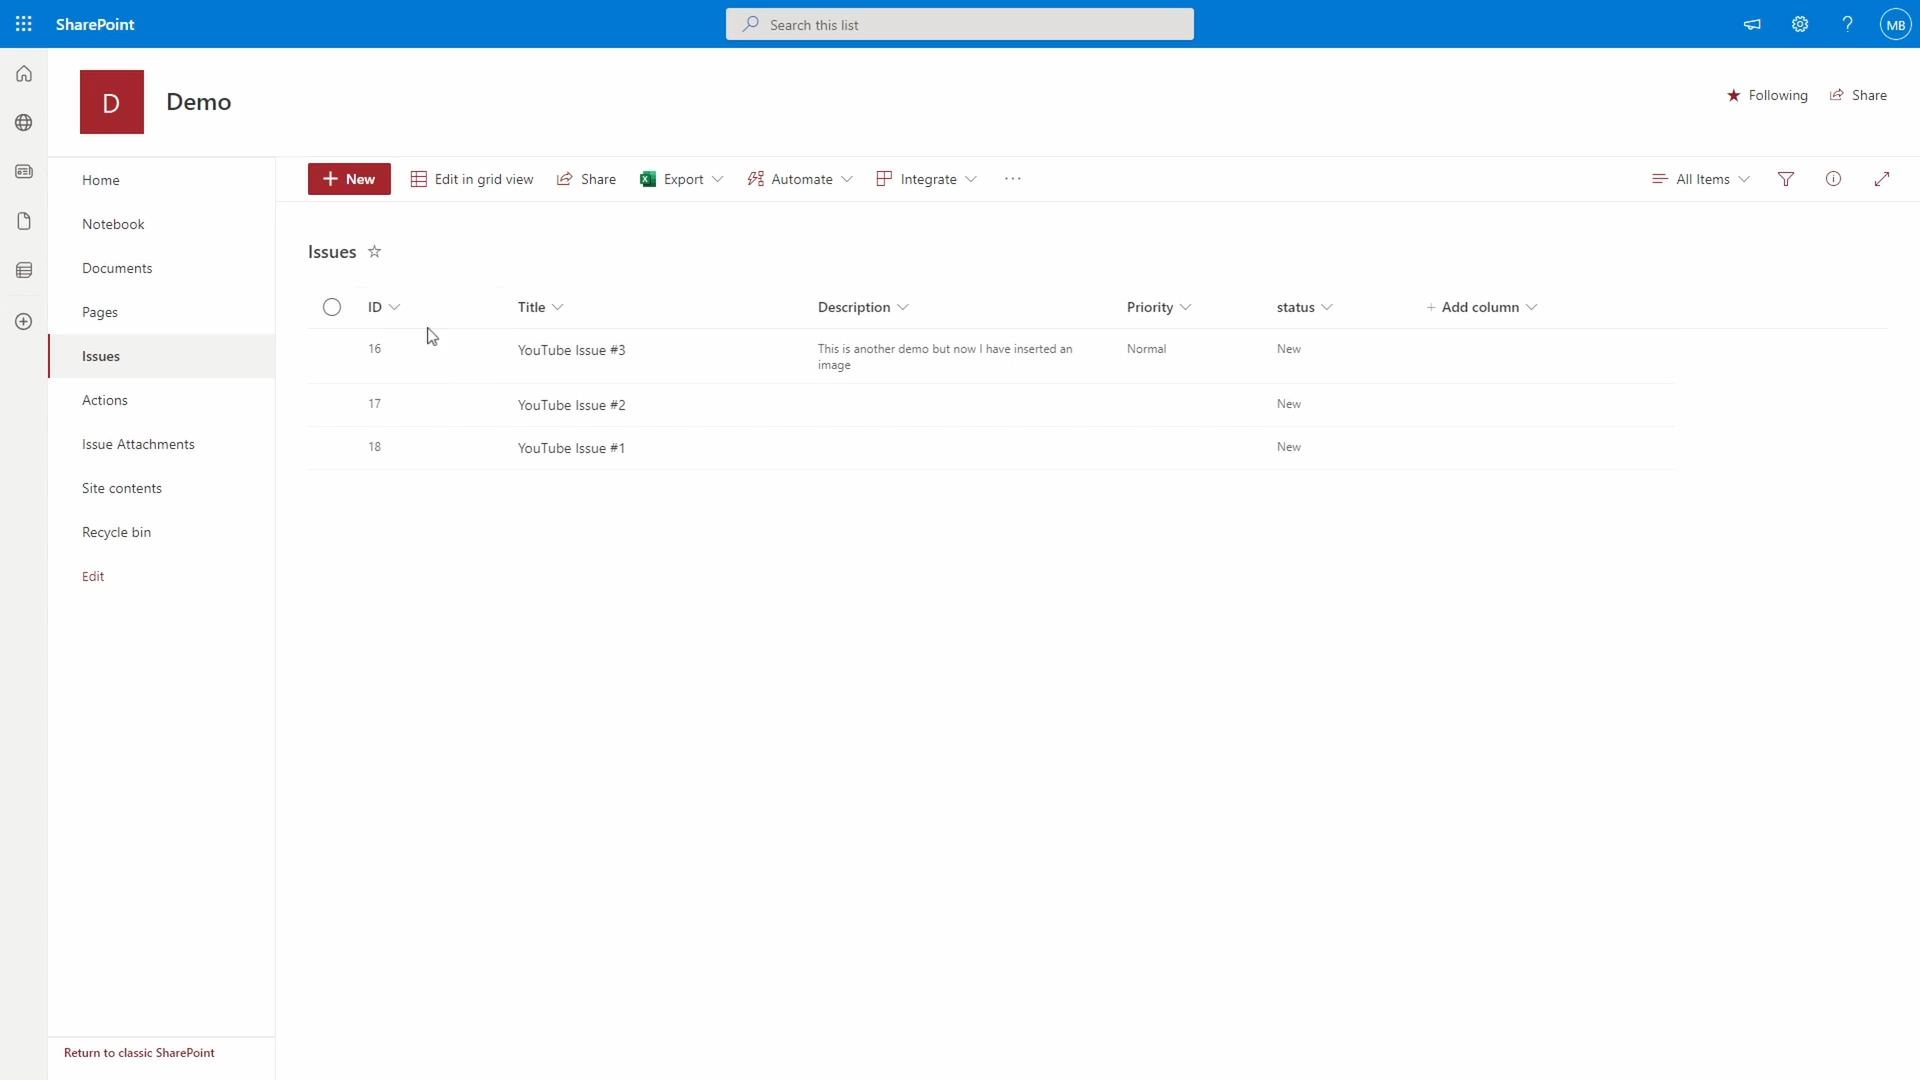 SharePoint
Search this list
MB
D
Demo
Following
Share
Home
Notebook
Documents
Pages
Issues
Actions
Issue Attachments
Site contents
Recycle bin
Edit
Return to classic SharePoint
+ New
Edit in grid view
Share
Export
Automate
Integrate
...
All Items
Issues
ID Title Description Priority status + Add column
16 YouTube Issue #3 This is another demo but now I have inserted an Normal New
image
17 YouTube Issue #2 New
18 YouTube Issue #1 New